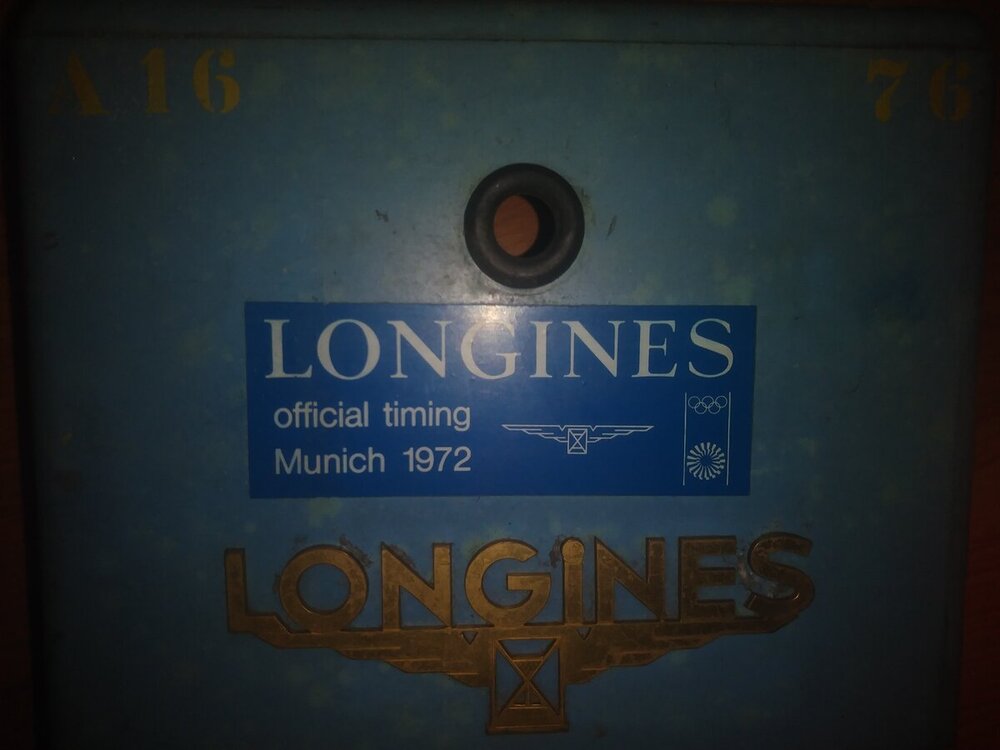 A 16 76
LONGINES
official timing
Munich 1972
LONGINES